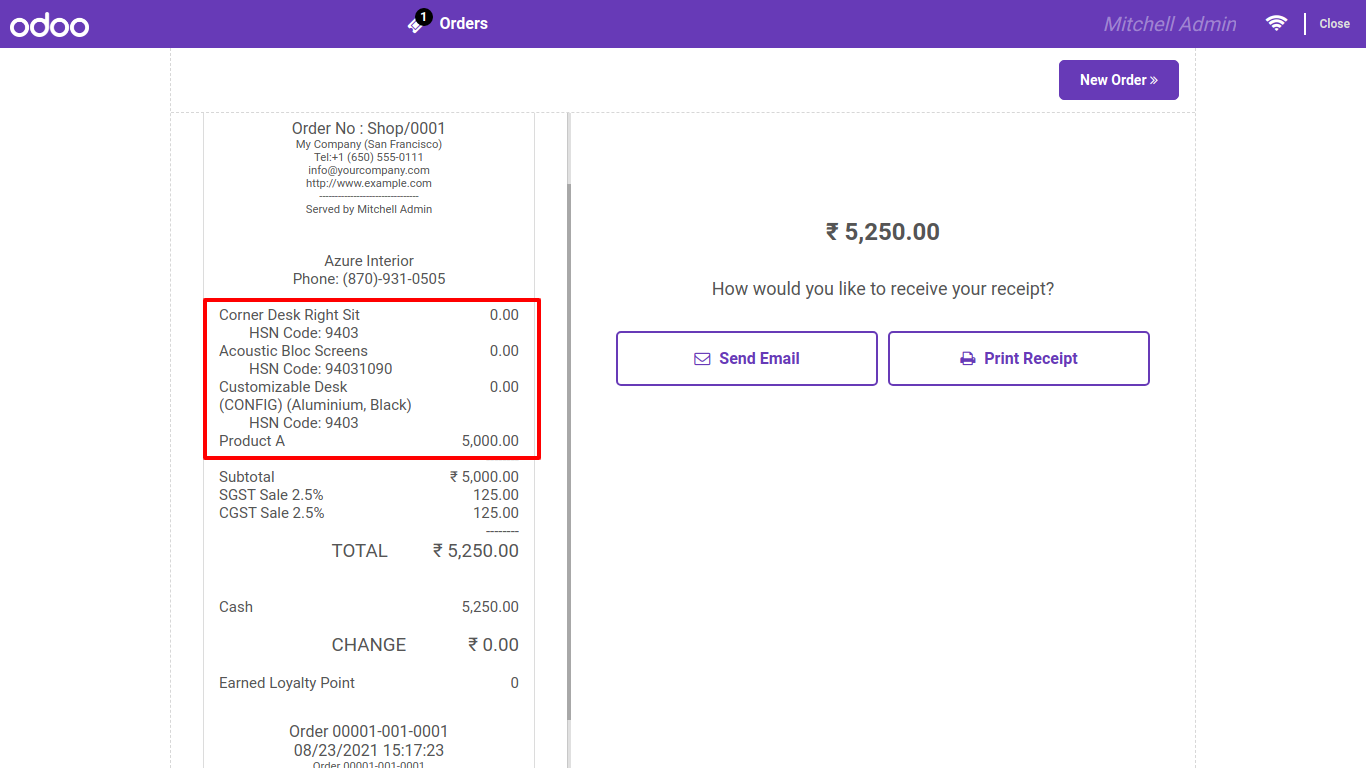 odoo
1 Orders
Mitchell Admin
Close
New Order »
Order No : Shop/0001
My Company (San Francisco)
Tel:+1 (650) 555-0111
info@yourcompany.com
http://www.example.com
--------------------------------
Served by Mitchell Admin
Azure Interior
Phone: (870)-931-0505
Corner Desk Right Sit 0.00
HSN Code: 9403
Acoustic Bloc Screens 0.00
HSN Code: 94031090
Customizable Desk 0.00
(CONFIG) (Aluminium, Black)
HSN Code: 9403
Product A 5,000.00
Subtotal ₹ 5,000.00
SGST Sale 2.5% 125.00
CGST Sale 2.5% 125.00
--------
TOTAL ₹ 5,250.00
Cash 5,250.00
CHANGE ₹ 0.00
Earned Loyalty Point 0
Order 00001-001-0001
08/23/2021 15:17:23
Order 00001-001-0001
₹ 5,250.00
How would you like to receive your receipt?
Send Email
Print Receipt